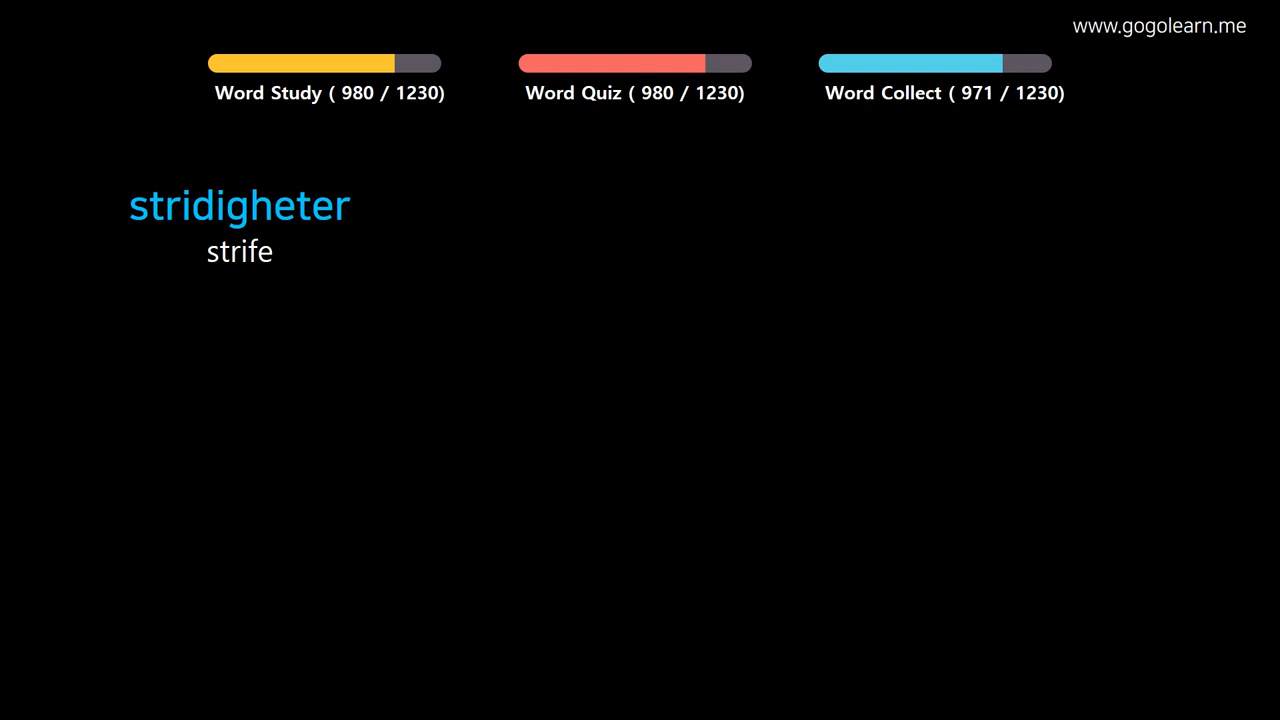 www.gogolearn.me
Word Study ( 980 / 1230)
Word Quiz ( 980 / 1230)
Word Collect ( 971 / 1230)
stridigheter
strife